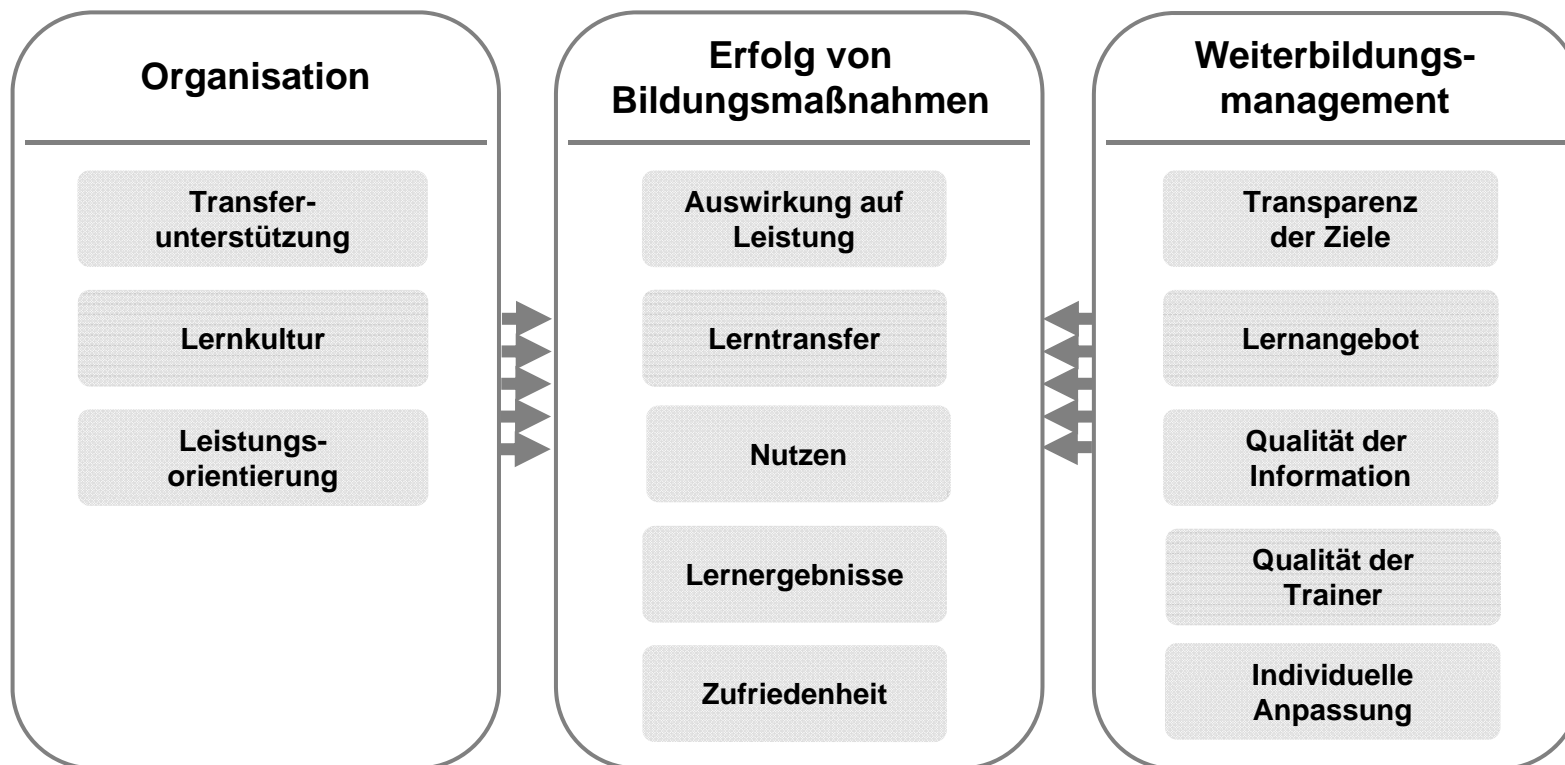 Organisation
Transfer-
unterstützung
Lernkultur
Leistungs-
orientierung
Erfolg von
Bildungsmaßnahmen
Auswirkung auf
Leistung
Lerntransfer
Nutzen
Lernergebnisse
Zufriedenheit
Weiterbildungs-
management
Transparenz
der Ziele
Lernangebot
Qualität der
Information
Qualität der
Trainer
Individuelle
Anpassung